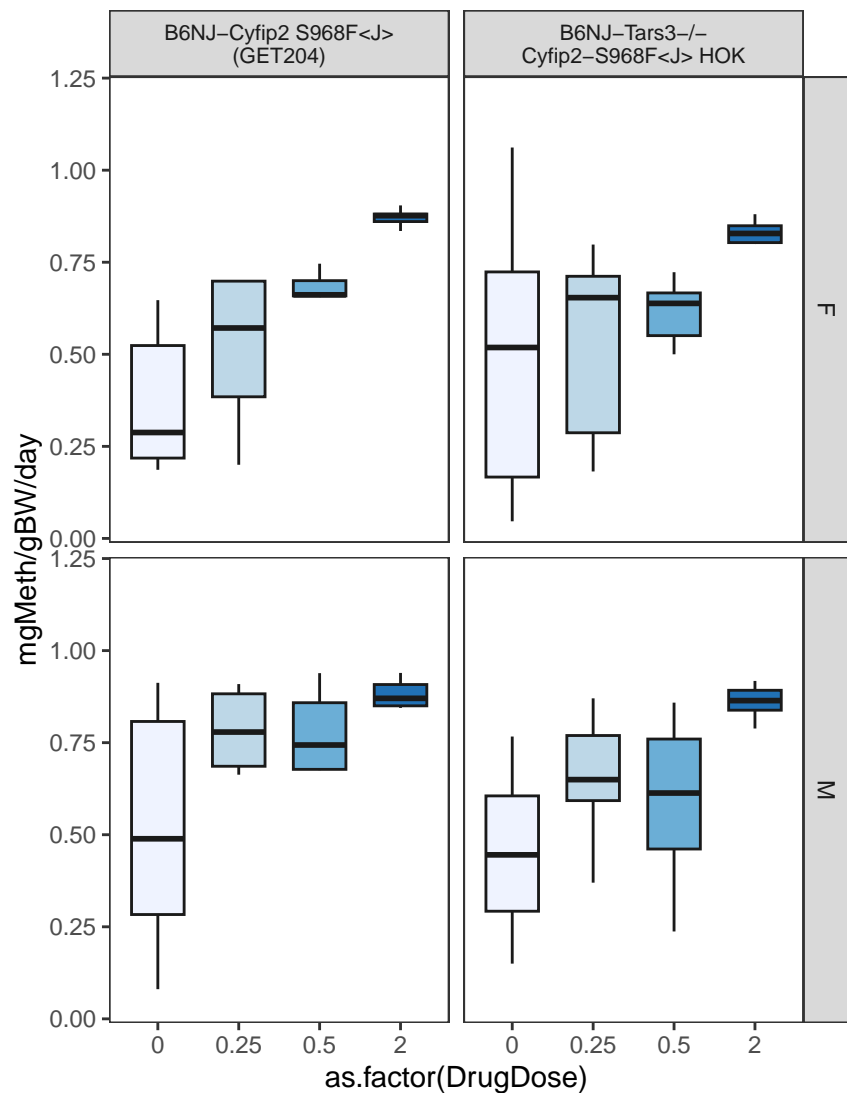 B6NJ−Cyfip2 S968F<J>
(GET204)
B6NJ−Tars3−/−
Cyfip2−S968F<J> HOK
1.25
1.00
0.75
0.50
0.25
0.00
F
1.25
1.00
0.75
0.50
0.25
0.00
M
mgMeth/gBW/day
0 0.25 0.5 2
0 0.25 0.5 2
as.factor(DrugDose)